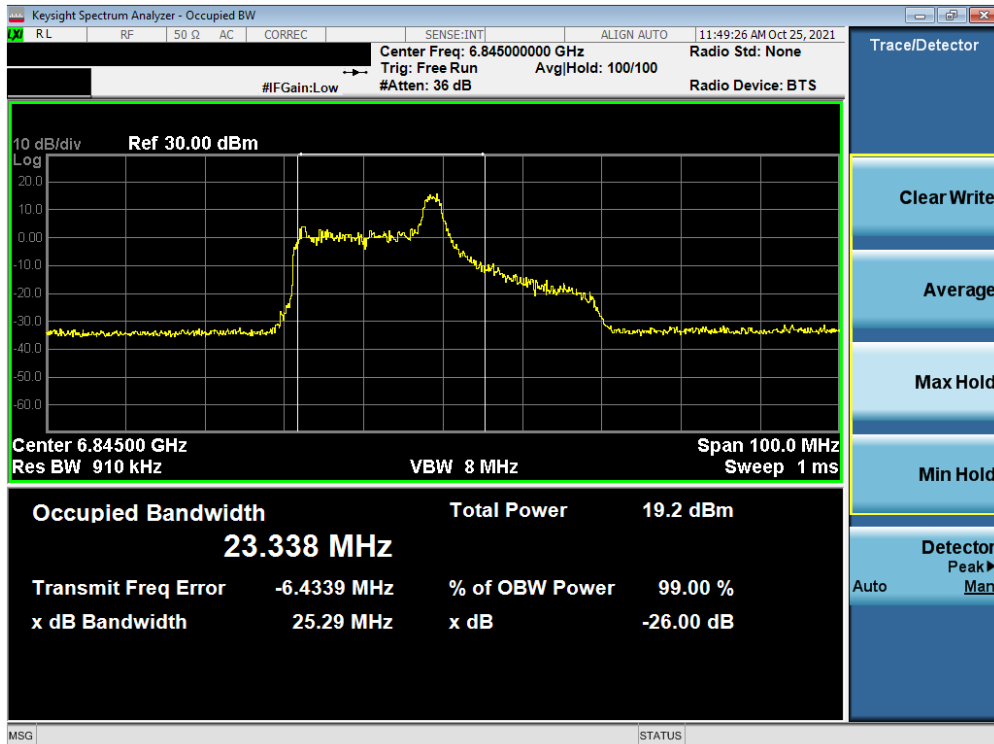 Keysight Spectrum Analyzer - Occupied BW
LXI RL RF 50 Ω AC CORREC SENSE:INT ALIGN AUTO 11:49:26 AM Oct 25, 2021
Center Freq: 6.845000000 GHz Radio Std: None
Trig: Free Run Avg|Hold: 100/100
#IFGain:Low #Atten: 36 dB Radio Device: BTS
10 dB/div Ref 30.00 dBm
Log
20.0
10.0
0.00
-10.0
-20.0
-30.0
-40.0
-50.0
-60.0
Center 6.84500 GHz Span 100.0 MHz
Res BW 910 kHz VBW 8 MHz Sweep 1 ms
Occupied Bandwidth Total Power 19.2 dBm
23.338 MHz
Transmit Freq Error -6.4339 MHz % of OBW Power 99.00 %
x dB Bandwidth 25.29 MHz x dB -26.00 dB
MSG STATUS
Trace/Detector
Clear Write
Average
Max Hold
Min Hold
Detector
Peak▶
Auto Man